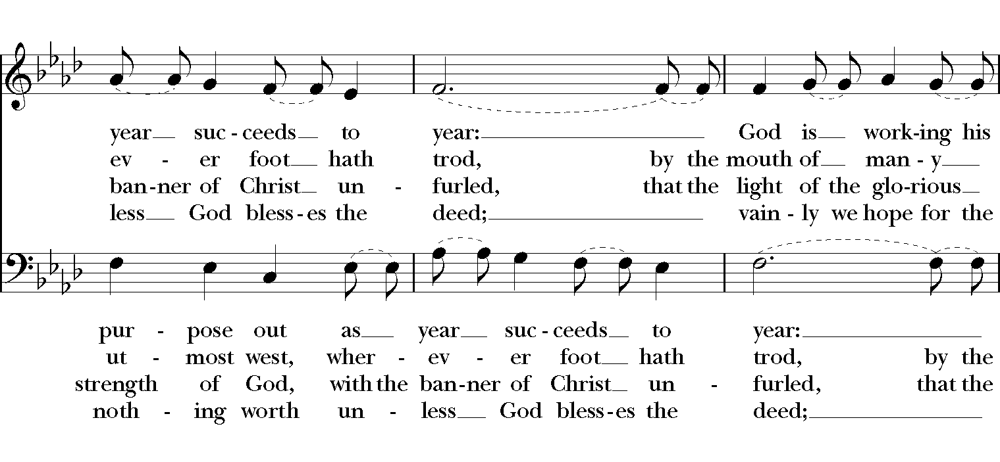 year suc - ceeds to year: God is work-ing his
ev - er foot hath trod, by the mouth of man - y
ban-ner of Christ un - furled, that the light of the glo-rious
less God bless-es the deed; vain - ly we hope for the
pur - pose out as year suc - ceeds to year:
ut - most west, wher - ev - er foot hath trod, by the
strength of God, with the ban-ner of Christ un - furled, that the
noth - ing worth un - less God bless-es the deed;